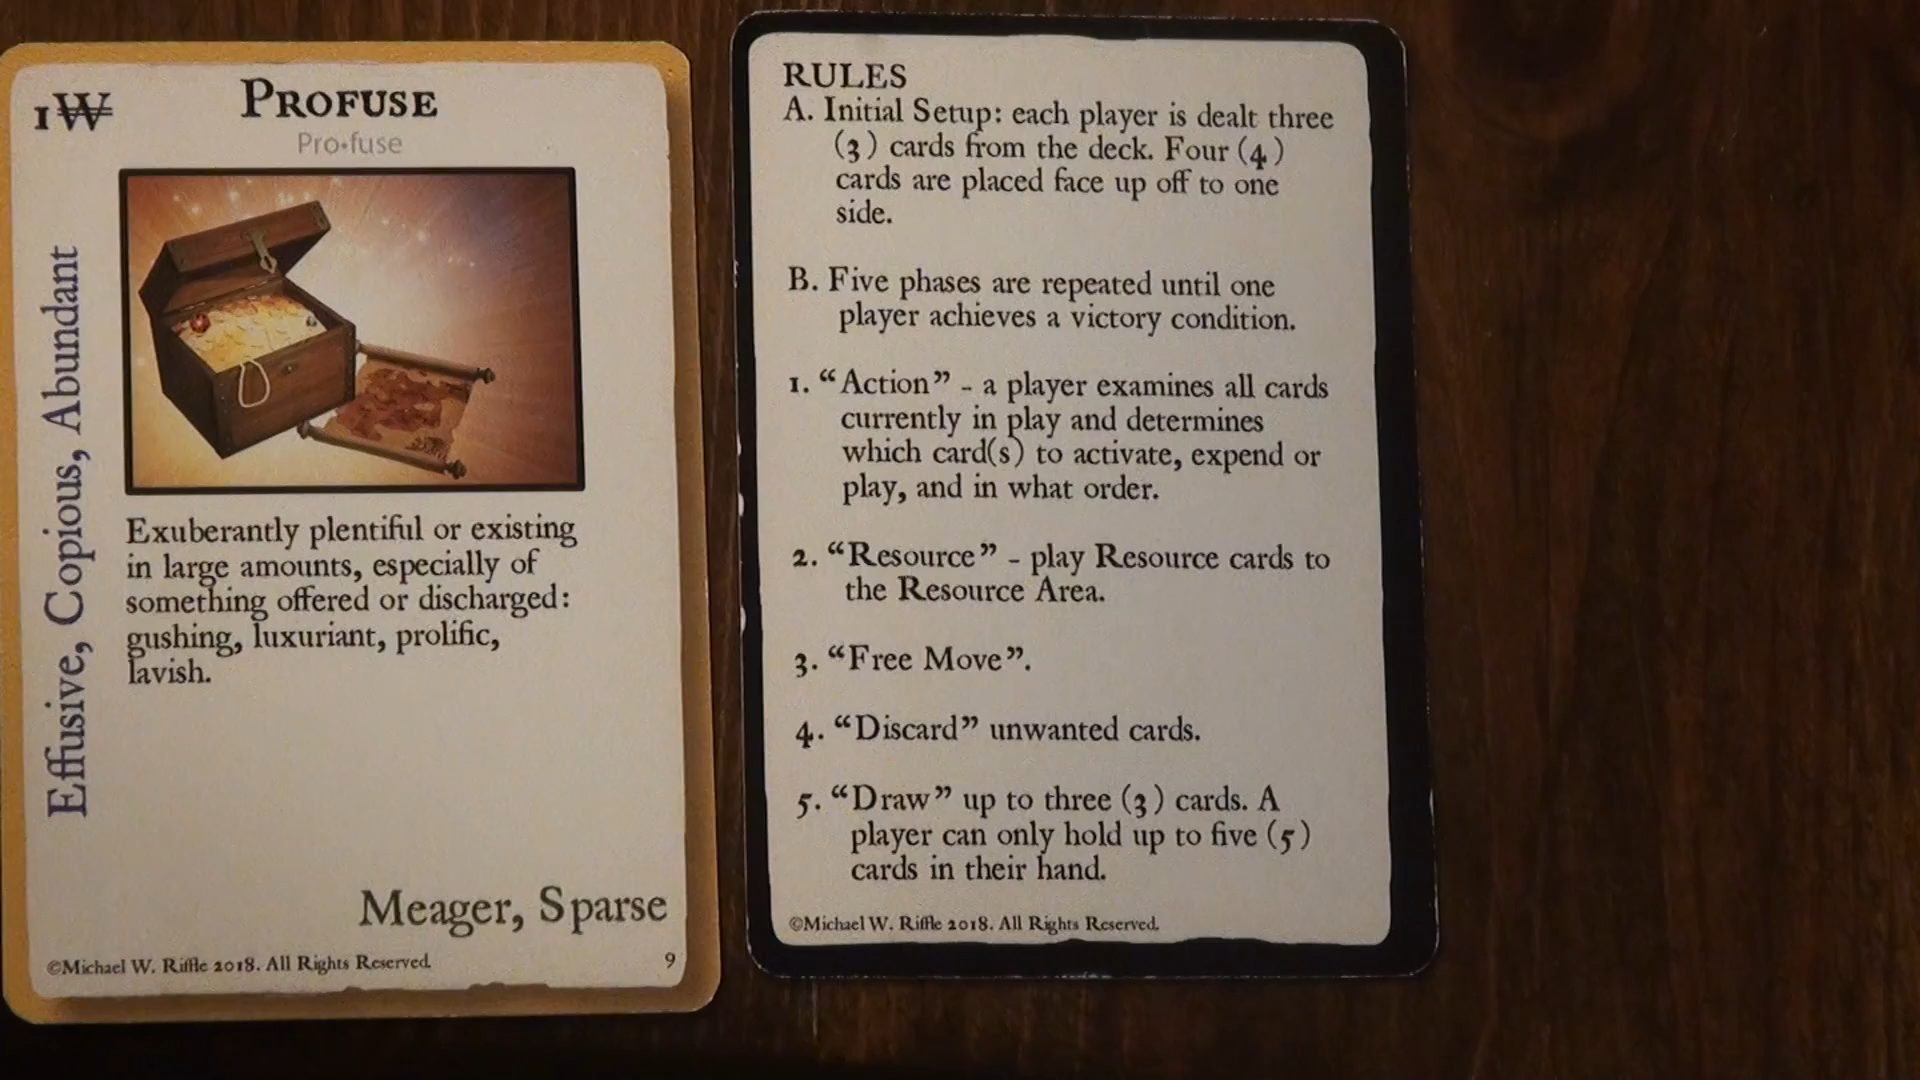 1W
PROFUSE
Pro•fuse
Effusive, Copious, Abundant
Exuberantly plentiful or existing
in large amounts, especially of
something offered or discharged:
gushing, luxuriant, prolific,
lavish.
Meager, Sparse
©Michael W. Riffle 2018. All Rights Reserved.
9
RULES
A. Initial Setup: each player is dealt three
(3) cards from the deck. Four (4)
cards are placed face up off to one
side.
B. Five phases are repeated until one
player achieves a victory condition.
1. “Action” - a player examines all cards
currently in play and determines
which card(s) to activate, expend or
play, and in what order.
2. “Resource” - play Resource cards to
the Resource Area.
3. “Free Move”.
4. “Discard” unwanted cards.
5. “Draw” up to three (3) cards. A
player can only hold up to five (5)
cards in their hand.
©Michael W. Riffle 2018. All Rights Reserved.